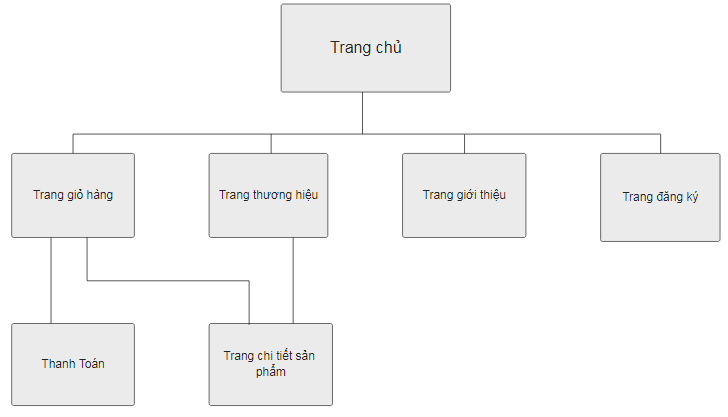 Trang chủ
Trang giỏ hàng
Trang thương hiệu
Trang giới thiệu
Trang đăng ký
Thanh Toán
Trang chi tiết sản
phẩm